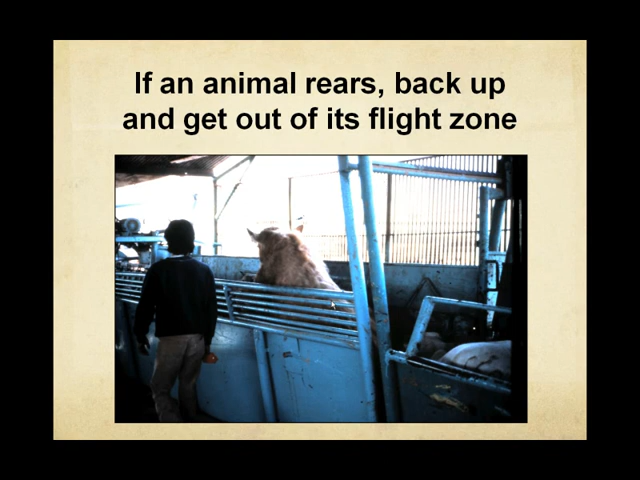 If an animal rears, back up
and get out of its flight zone